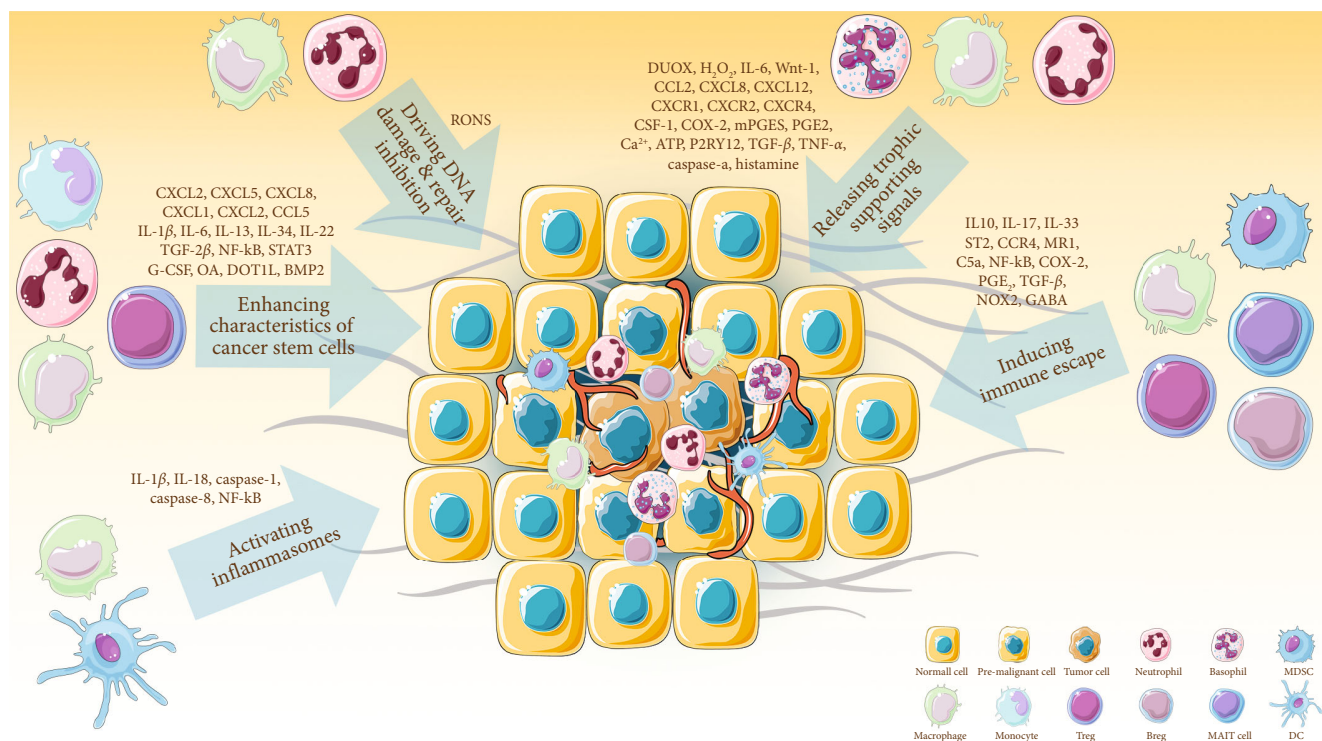 Driving DNA
damage & repair
inhibition
RONS
DUOX, H₂O₂, IL-6, Wnt-1,
CCL2, CXCL8, CXCL12,
CXCR1, CXCR2, CXCR4,
CSF-1, COX-2, mPGES, PGE2,
Ca²⁺, ATP, P2RY12, TGF-β, TNF-α,
caspase-a, histamine
Releasing trophic
supporting
signals
CXCL2, CXCL5, CXCL8,
CXCL1, CXCL2, CCL5
IL-1β, IL-6, IL-13, IL-34, IL-22
TGF-2β, NF-kB, STAT3
G-CSF, OA, DOT1L, BMP2
Enhancing
characteristics of
cancer stem cells
IL10, IL-17, IL-33
ST2, CCR4, MR1,
C5a, NF-kB, COX-2,
PGE₂, TGF-β,
NOX2, GABA
Inducing
immune escape
IL-1β, IL-18, caspase-1,
caspase-8, NF-kB
Activating
inflammasomes
Normall cell
Pre-malignant cell
Tumor cell
Neutrophil
Basophil
MDSC
Macrophage
Monocyte
Treg
Breg
MAIT cell
DC